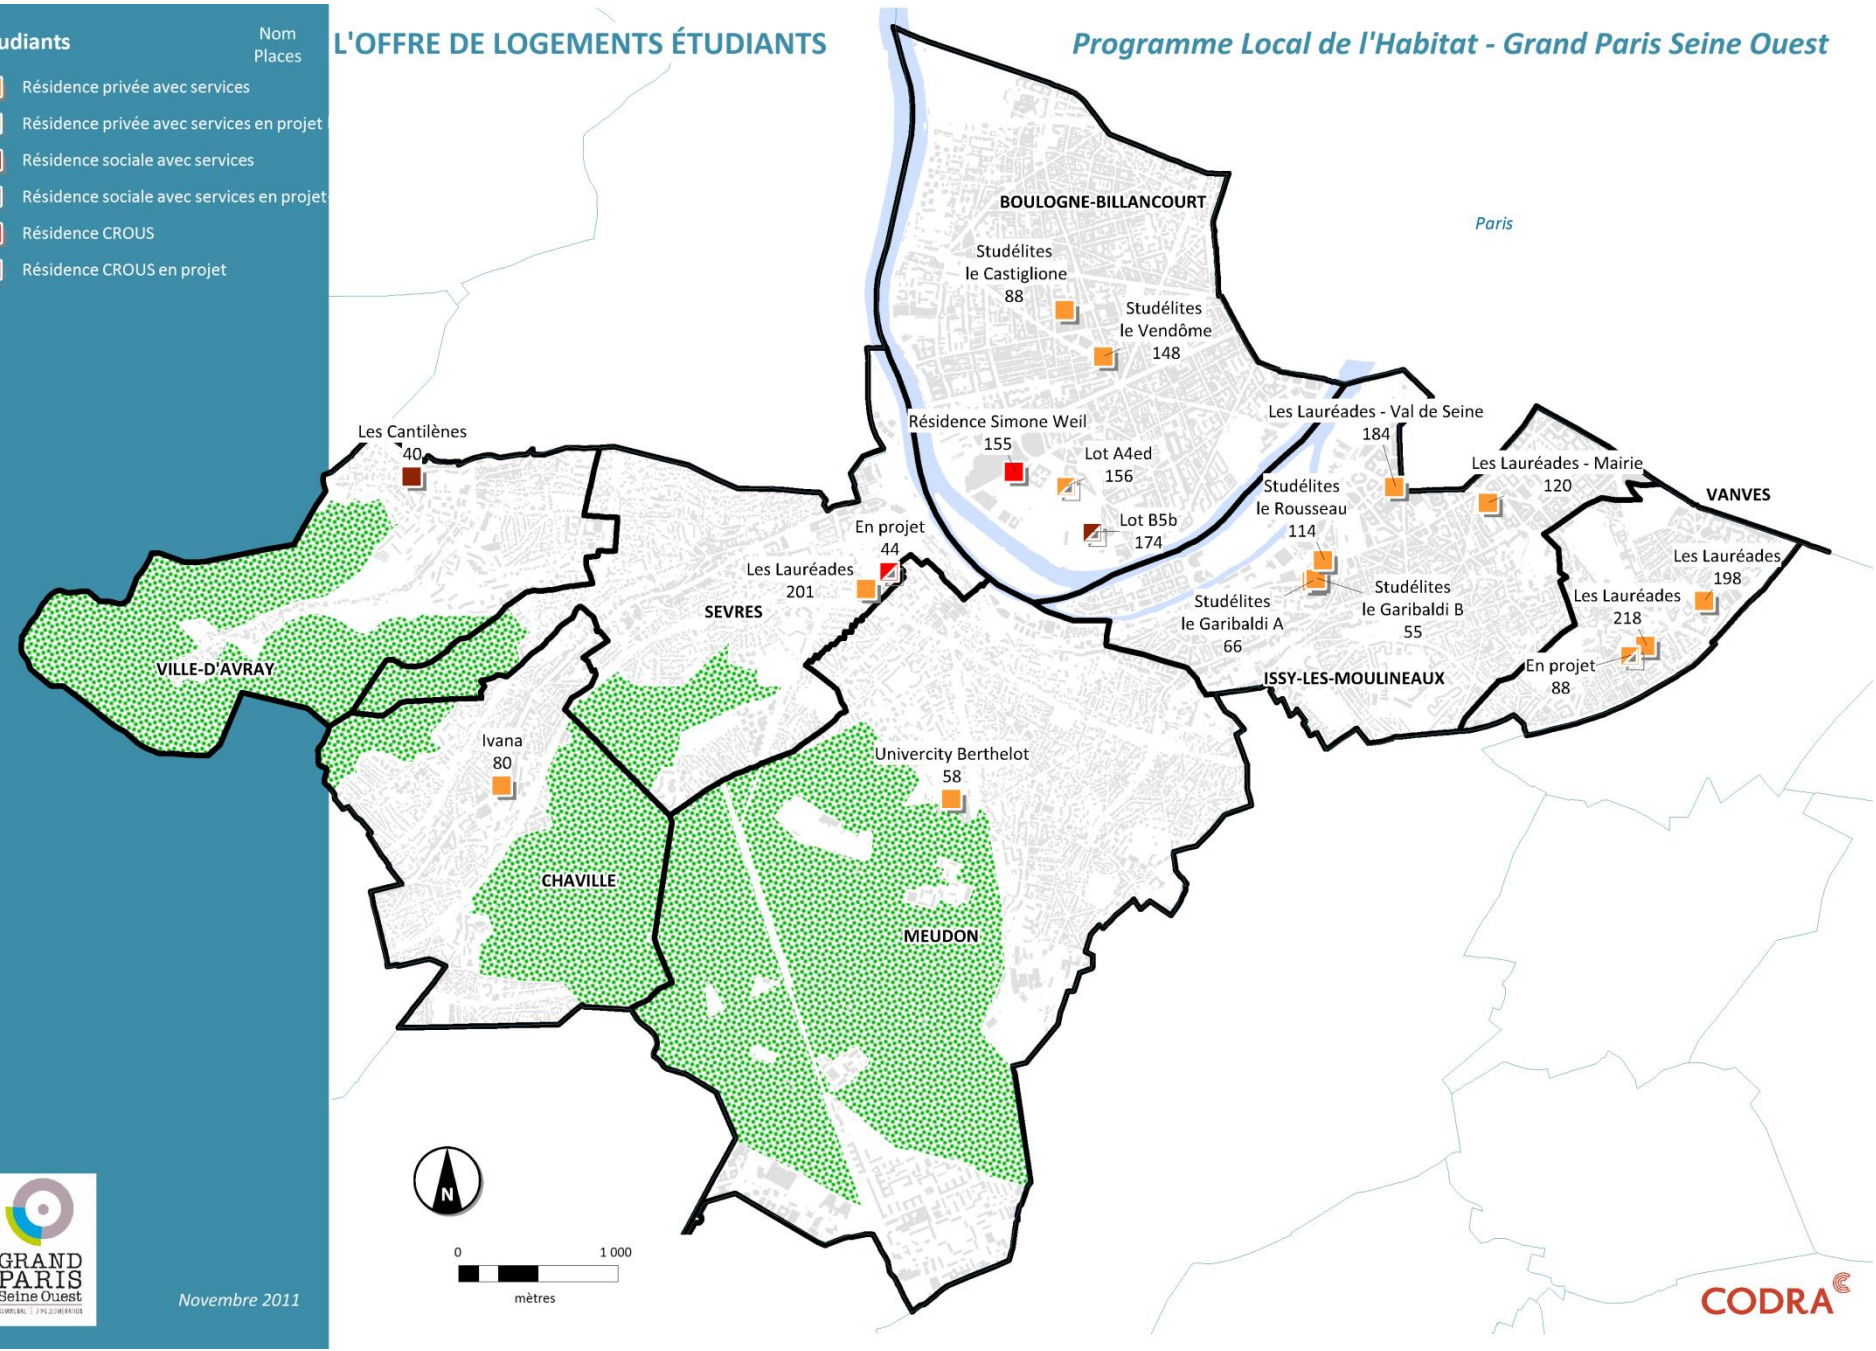 udiants
Nom
Places
Résidence privée avec services
Résidence privée avec services en projet
Résidence sociale avec services
Résidence sociale avec services en projet
Résidence CROUS
Résidence CROUS en projet
L'OFFRE DE LOGEMENTS ÉTUDIANTS
Programme Local de l'Habitat - Grand Paris Seine Ouest
Paris
BOULOGNE-BILLANCOURT
Studélites
le Castiglione
88
Studélites
le Vendôme
148
Résidence Simone Weil
155
Lot A4ed
156
Lot B5b
174
Les Lauréades - Val de Seine
184
Les Lauréades - Mairie
120
Studélites
le Rousseau
114
Studélites
le Garibaldi A
66
Studélites
le Garibaldi B
55
ISSY-LES-MOULINEAUX
VANVES
Les Lauréades
198
Les Lauréades
218
En projet
88
Les Cantilènes
40
VILLE-D'AVRAY
En projet
44
Les Lauréades
201
SEVRES
Ivana
80
CHAVILLE
Univercity Berthelot
58
MEUDON
N
0
1 000
mètres
GRAND
PARIS
Seine Ouest
Novembre 2011
CODRA